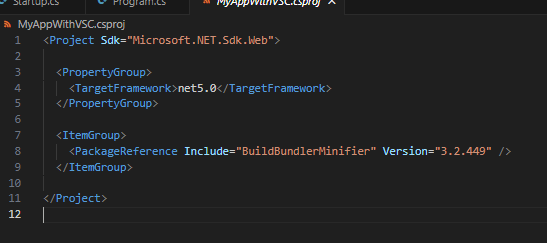 Startup.cs Program.cs MyAppWithVSC.csproj
MyAppWithVSC.csproj
1 <Project Sdk="Microsoft.NET.Sdk.Web">
2
3 <PropertyGroup>
4 <TargetFramework>net5.0</TargetFramework>
5 </PropertyGroup>
6
7 <ItemGroup>
8 <PackageReference Include="BuildBundlerMinifier" Version="3.2.449" />
9 </ItemGroup>
10
11 </Project>
12